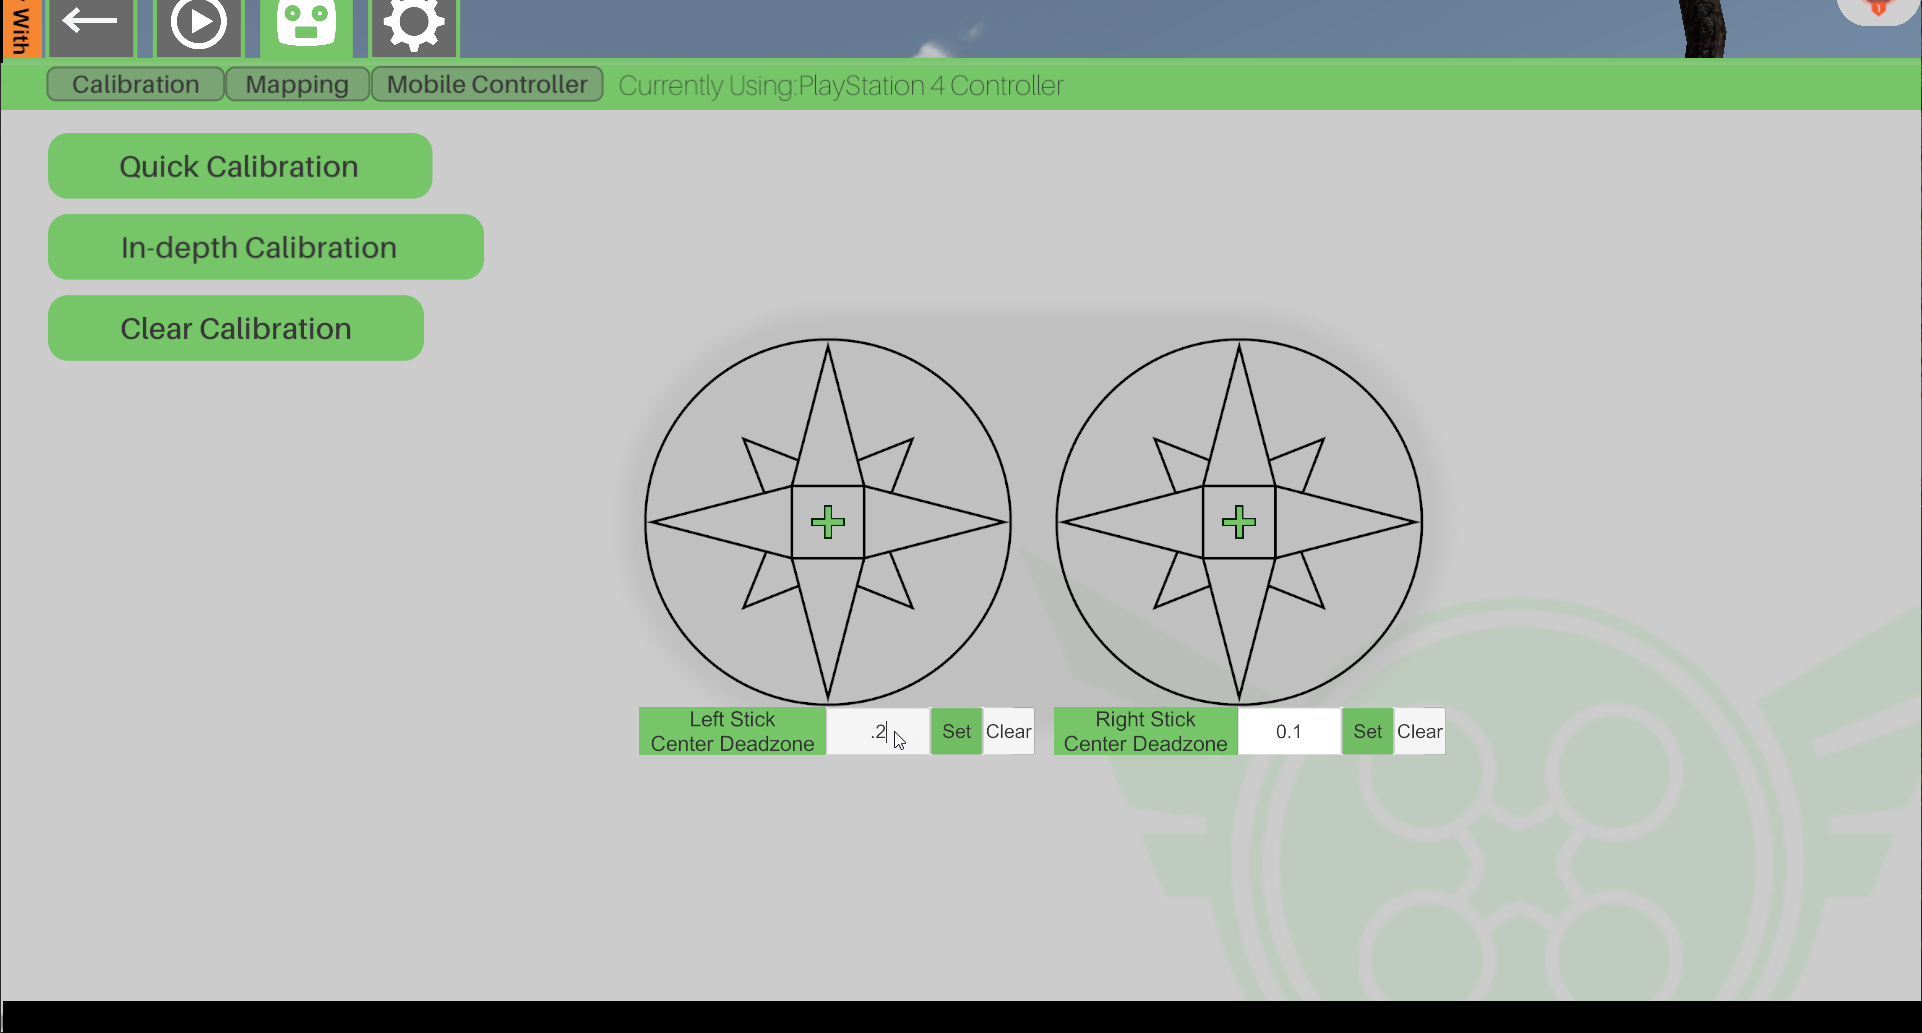 With
1
Calibration
Mapping
Mobile Controller
Currently Using:PlayStation 4 Controller
Quick Calibration
In-depth Calibration
Clear Calibration
Left Stick
Center Deadzone
.2
Set
Clear
Right Stick
Center Deadzone
0.1
Set
Clear